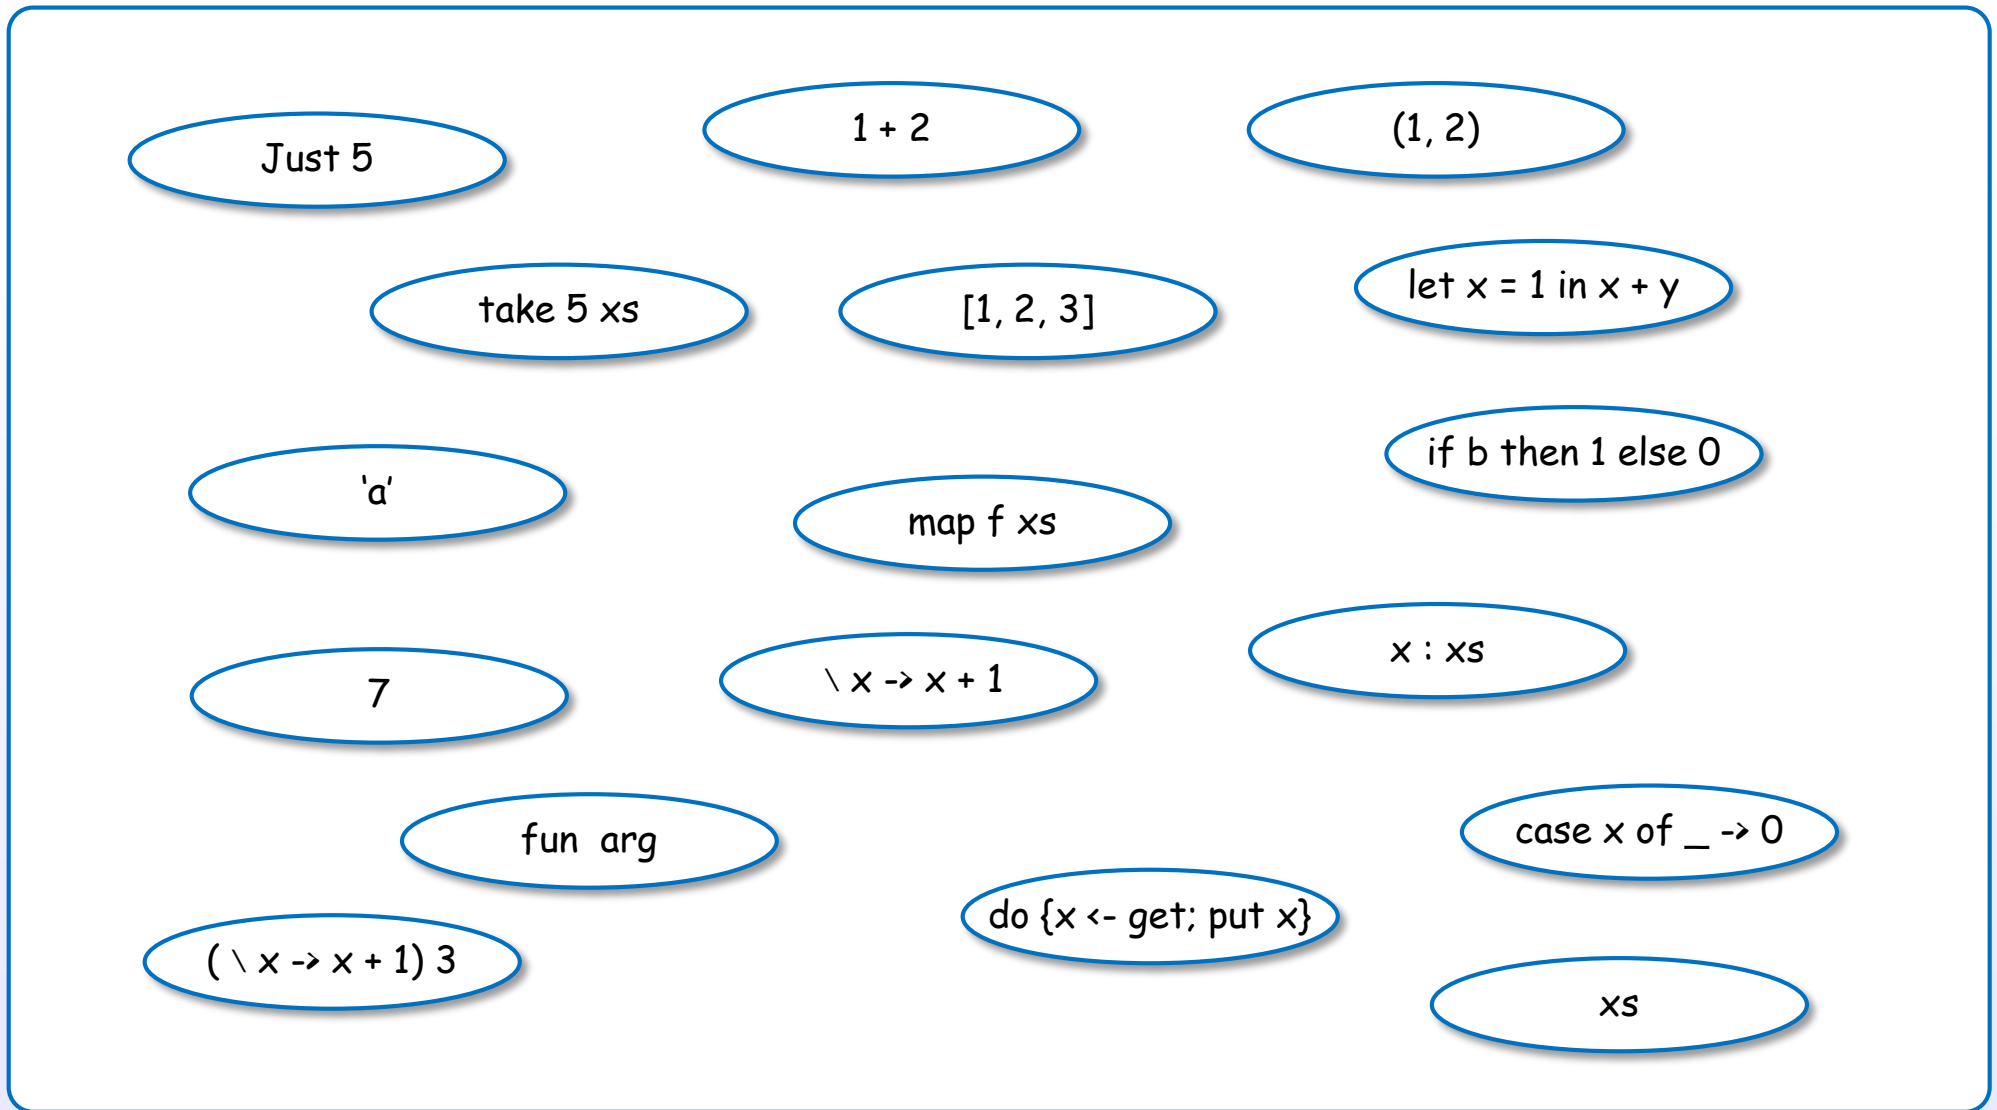 Just 5
1 + 2
(1, 2)
take 5 xs
[1, 2, 3]
let x = 1 in x + y
‘a’
map f xs
if b then 1 else 0
7
\ x -> x + 1
x : xs
fun  arg
case x of _ -> 0
( \ x -> x + 1) 3
do {x <- get; put x}
xs